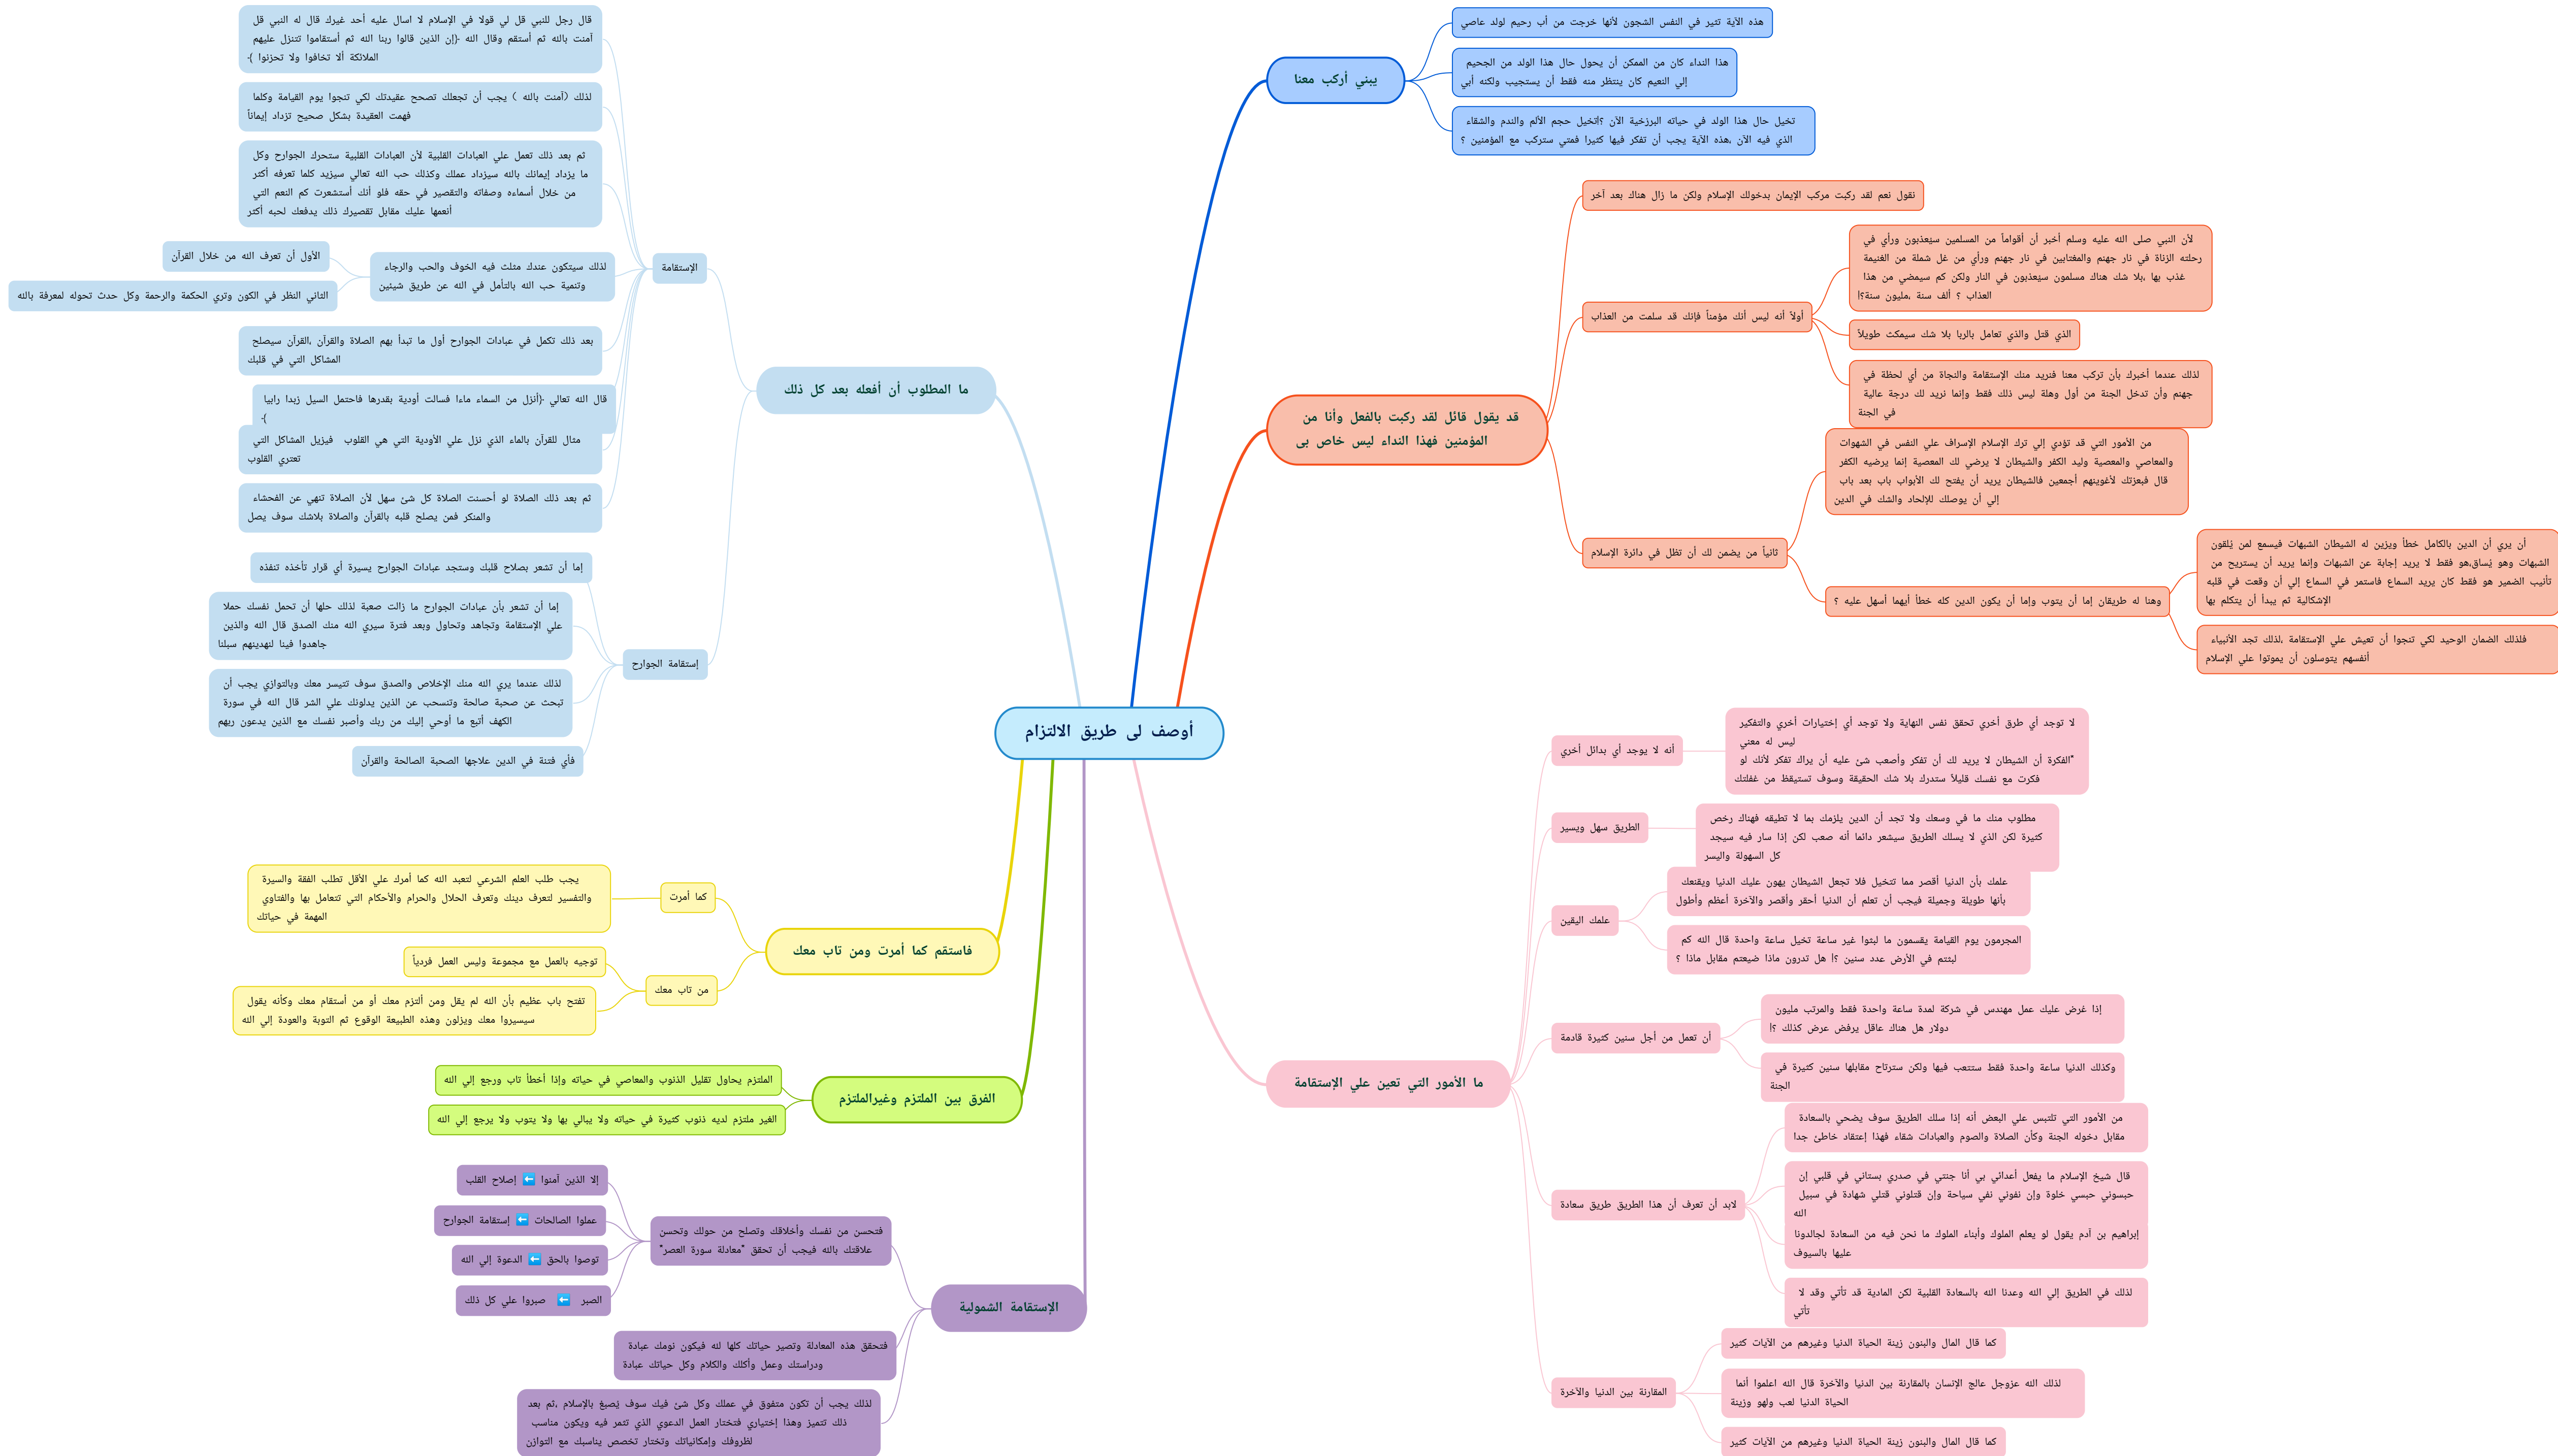 أوصف لى طريق الالتزام
يبني أركب معنا
هذه الآية تثير في النفس الشجون لأنها خرجت من أب رحيم لولد عاصي
هذا النداء كان من الممكن أن يحول حال هذا الولد من الجحيم
إلي النعيم كان ينتظر منه فقط أن يستجيب ولكنه أبي
تخيل حال هذا الولد في حياته البرزخية الآن ؟!تخيل حجم الألم والندم والشقاء
الذي فيه الآن ،هذه الآية يجب أن تفكر فيها كثيرا فمتي ستركب مع المؤمنين ؟
قد يقول قائل لقد ركبت بالفعل وأنا من
المؤمنين فهذا النداء ليس خاص بى
نقول نعم لقد ركبت مركب الإيمان بدخولك الإسلام ولكن ما زال هناك بعد آخر
أولاً أنه ليس أنك مؤمناً فإنك قد سلمت من العذاب
لأن النبي صلى الله عليه وسلم أخبر أن أقواماً من المسلمين سيُعذبون ورأي في
رحلته الزناة في نار جهنم والمغتابين في نار جهنم ورأي من غل شملة من الغنيمة
غذب بها ،بلا شك هناك مسلمون سيُعذبون في النار ولكن كم سيمضي من هذا
العذاب ؟ ألف سنة ،مليون سنة؟!
الذي قتل والذي تعامل بالربا بلا شك سيمكث طويلاً
لذلك عندما أخبرك بأن تركب معنا فنريد منك الإستقامة والنجاة من أي لحظة في
جهنم وأن تدخل الجنة من أول وهلة ليس ذلك فقط وإنما نريد لك درجة عالية
في الجنة
ثانياً من يضمن لك أن تظل في دائرة الإسلام
من الأمور التي قد تؤدي إلي ترك الإسلام الإسراف علي النفس في الشهوات
والمعاصي والمعصية وليد الكفر والشيطان لا يرضي لك المعصية إنما يرضيه الكفر
قال فبعزتك لأغوينهم أجمعين فالشيطان يريد أن يفتح لك الأبواب باب بعد باب
إلي أن يوصلك للإلحاد والشك في الدين
وهنا له طريقان إما أن يتوب وإما أن يكون الدين كله خطأ أيهما أسهل عليه ؟
أن يري أن الدين بالكامل خطأ ويزين له الشيطان الشبهات فيسمع لمن يُلقون
الشبهات وهو يُساق،هو فقط لا يريد إجابة عن الشبهات وإنما يريد أن يستريح من
تأنيب الضمير هو فقط كان يريد السماع فاستمر في السماع إلي أن وقعت في قلبه
الإشكالية ثم يبدأ أن يتكلم بها
فلذلك الضمان الوحيد لكي تنجوا أن تعيش علي الإستقامة ،لذلك تجد الأنبياء
أنفسهم يتوسلون أن يموتوا علي الإسلام
ما الأمور التي تعين علي الإستقامة
أنه لا يوجد أي بدائل أخري
لا توجد أي طرق أخري تحقق نفس النهاية ولا توجد أي إختيارات أخري والتفكير
ليس له معني
*الفكرة أن الشيطان لا يريد لك أن تفكر وأصعب شئ عليه أن يراك تفكر لأنك لو
فكرت مع نفسك قليلاً ستدرك بلا شك الحقيقة وسوف تستيقظ من غفلتك
الطريق سهل ويسير
مطلوب منك ما في وسعك ولا تجد أن الدين يلزمك بما لا تطيقه فهناك رخص
كثيرة لكن الذي لا يسلك الطريق سيشعر دائما أنه صعب لكن إذا سار فيه سيجد
كل السهولة واليسر
علمك اليقين
علمك بأن الدنيا أقصر مما تتخيل فلا تجعل الشيطان يهون عليك الدنيا ويقنعك
بأنها طويلة وجميلة فيجب أن تعلم أن الدنيا أحقر وأقصر والآخرة أعظم وأطول
المجرمون يوم القيامة يقسمون ما لبثوا غير ساعة تخيل ساعة واحدة قال الله كم
لبثتم في الأرض عدد سنين ؟! هل تدرون ماذا ضيعتم مقابل ماذا ؟
أن تعمل من أجل سنين كثيرة قادمة
إذا غرض عليك عمل مهندس في شركة لمدة ساعة واحدة فقط والمرتب مليون
دولار هل هناك عاقل يرفض عرض كذلك ؟!
وكذلك الدنيا ساعة واحدة فقط ستتعب فيها ولكن سترتاح مقابلها سنين كثيرة في
الجنة
لابد أن تعرف أن هذا الطريق طريق سعادة
من الأمور التي تلتبس علي البعض أنه إذا سلك الطريق سوف يضحي بالسعادة
مقابل دخوله الجنة وكأن الصلاة والصوم والعبادات شقاء فهذا إعتقاد خاطئ جدا
قال شيخ الإسلام ما يفعل أعدائي بي أنا جنتي في صدري بستاني في قلبي إن
حبسوني حبسي خلوة وإن نفوني نفي سياحة وإن قتلوني قتلي شهادة في سبيل
الله
إبراهيم بن آدم يقول لو يعلم الملوك وأبناء الملوك ما نحن فيه من السعادة لجالدونا
عليها بالسيوف
لذلك في الطريق إلي الله وعدنا الله بالسعادة القلبية لكن المادية قد تأتي وقد لا
تأتي
المقارنة بين الدنيا والآخرة
كما قال المال والبنون زينة الحياة الدنيا وغيرهم من الآيات كثير
لذلك الله عزوجل عالج الإنسان بالمقارنة بين الدنيا والآخرة قال الله اعلموا أنما
الحياة الدنيا لعب ولهو وزينة
كما قال المال والبنون زينة الحياة الدنيا وغيرهم من الآيات كثير
ما المطلوب أن أفعله بعد كل ذلك
الإستقامة
قال رجل للنبي قل لي قولا في الإسلام لا اسال عليه أحد غيرك قال له النبي قل
آمنت بالله ثم أستقم وقال الله -{إن الذين قالوا ربنا الله ثم أستقاموا تتنزل عليهم
الملائكة ألا تخافوا ولا تحزنوا }-
لذلك (آمنت بالله ) يجب أن تجعلك تصحح عقيدتك لكي تنجوا يوم القيامة وكلما
فهمت العقيدة بشكل صحيح تزداد إيماناً
ثم بعد ذلك تعمل علي العبادات القلبية لأن العبادات القلبية ستحرك الجوارح وكل
ما يزداد إيمانك بالله سيزداد عملك وكذلك حب الله تعالي سيزيد كلما تعرفه أكثر
من خلال أسماءه وصفاته والتقصير في حقه فلو أنك أستشعرت كم النعم التي
أنعمها عليك مقابل تقصيرك ذلك يدفعك لحبه أكثر
لذلك سيتكون عندك مثلث فيه الخوف والحب والرجاء
وتنمية حب الله بالتأمل في الله عن طريق شيئين
الأول أن تعرف الله من خلال القرآن
الثاني النظر في الكون وتري الحكمة والرحمة وكل حدث تحوله لمعرفة بالله
بعد ذلك تكمل في عبادات الجوارح أول ما تبدأ بهم الصلاة والقرآن ،القرآن سيصلح
المشاكل التي في قلبك
قال الله تعالي -{أنزل من السماء ماءا فسالت أودية بقدرها فاحتمل السيل زبدا رابيا
}-
مثال للقرآن بالماء الذي نزل علي الأودية التي هي القلوب فيزيل المشاكل التي
تعتري القلوب
ثم بعد ذلك الصلاة لو أحسنت الصلاة كل شئ سهل لأن الصلاة تنهي عن الفحشاء
والمنكر فمن يصلح قلبه بالقرآن والصلاة بلاشك سوف يصل
إستقامة الجوارح
إما أن تشعر بصلاح قلبك وستجد عبادات الجوارح يسيرة أي قرار تأخذه تنفذه
إما أن تشعر بأن عبادات الجوارح ما زالت صعبة لذلك حلها أن تحمل نفسك حملا
علي الإستقامة وتجاهد وتحاول وبعد فترة سيري الله منك الصدق قال الله والذين
جاهدوا فينا لنهدينهم سبلنا
لذلك عندما يري الله منك الإخلاص والصدق سوف تتيسر معك وبالتوازي يجب أن
تبحث عن صحبة صالحة وتنسحب عن الذين يدلونك علي الشر قال الله في سورة
الكهف أتبع ما أوحي إليك من ربك وأصبر نفسك مع الذين يدعون ربهم
فأي فتنة في الدين علاجها الصحبة الصالحة والقرآن
فاستقم كما أمرت ومن تاب معك
كما أمرت
يجب طلب العلم الشرعي لتعبد الله كما أمرك علي الأقل تطلب الفقة والسيرة
والتفسير لتعرف دينك وتعرف الحلال والحرام والأحكام التي تتعامل بها والفتاوي
المهمة في حياتك
من تاب معك
توجيه بالعمل مع مجموعة وليس العمل فردياً
تفتح باب عظيم بأن الله لم يقل ومن ألتزم معك أو من أستقام معك وكأنه يقول
سيسيروا معك ويزلون وهذه الطبيعة الوقوع ثم التوبة والعودة إلي الله
الفرق بين الملتزم وغيرالملتزم
الملتزم يحاول تقليل الذنوب والمعاصي في حياته وإذا أخطأ تاب ورجع إلي الله
الغير ملتزم لديه ذنوب كثيرة في حياته ولا يبالي بها ولا يتوب ولا يرجع إلي الله
الإستقامة الشمولية
فتحسن من نفسك وأخلاقك وتصلح من حولك وتحسن
علاقتك بالله فيجب أن تحقق *معادلة سورة العصر*
إلا الذين آمنوا ⬅️ إصلاح القلب
عملوا الصالحات ⬅️ إستقامة الجوارح
توصوا بالحق ⬅️ الدعوة إلي الله
الصبر ⬅️ صبروا علي كل ذلك
فتحقق هذه المعادلة وتصير حياتك كلها لله فيكون نومك عبادة
ودراستك وعمل وأكلك والكلام وكل حياتك عبادة
لذلك يجب أن تكون متفوق في عملك وكل شئ فيك سوف يُصبغ بالإسلام ،ثم بعد
ذلك تتميز وهذا إختياري فتختار العمل الدعوي الذي تثمر فيه ويكون مناسب
لظروفك وإمكانياتك وتختار تخصص يناسبك مع التوازن